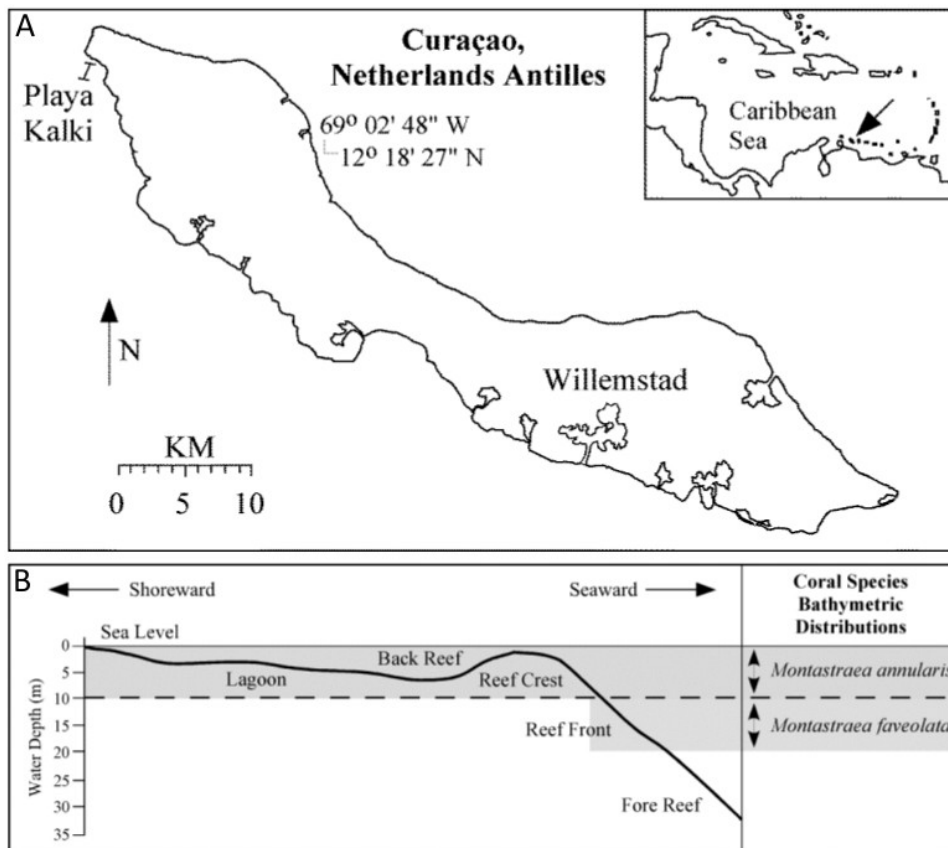 A
Curaçao,
Netherlands Antilles
Playa
Kalki
69º 02' 48" W
12º 18' 27" N
Caribbean
Sea
N
Willemstad
KM
0 5 10
B
Shoreward
Seaward
Coral Species
Bathymetric
Distributions
Water Depth (m)
0
5
10
15
20
25
30
35
Sea Level
Lagoon
Back Reef
Reef Crest
Reef Front
Fore Reef
Montastraea annularis
Montastraea faveolata